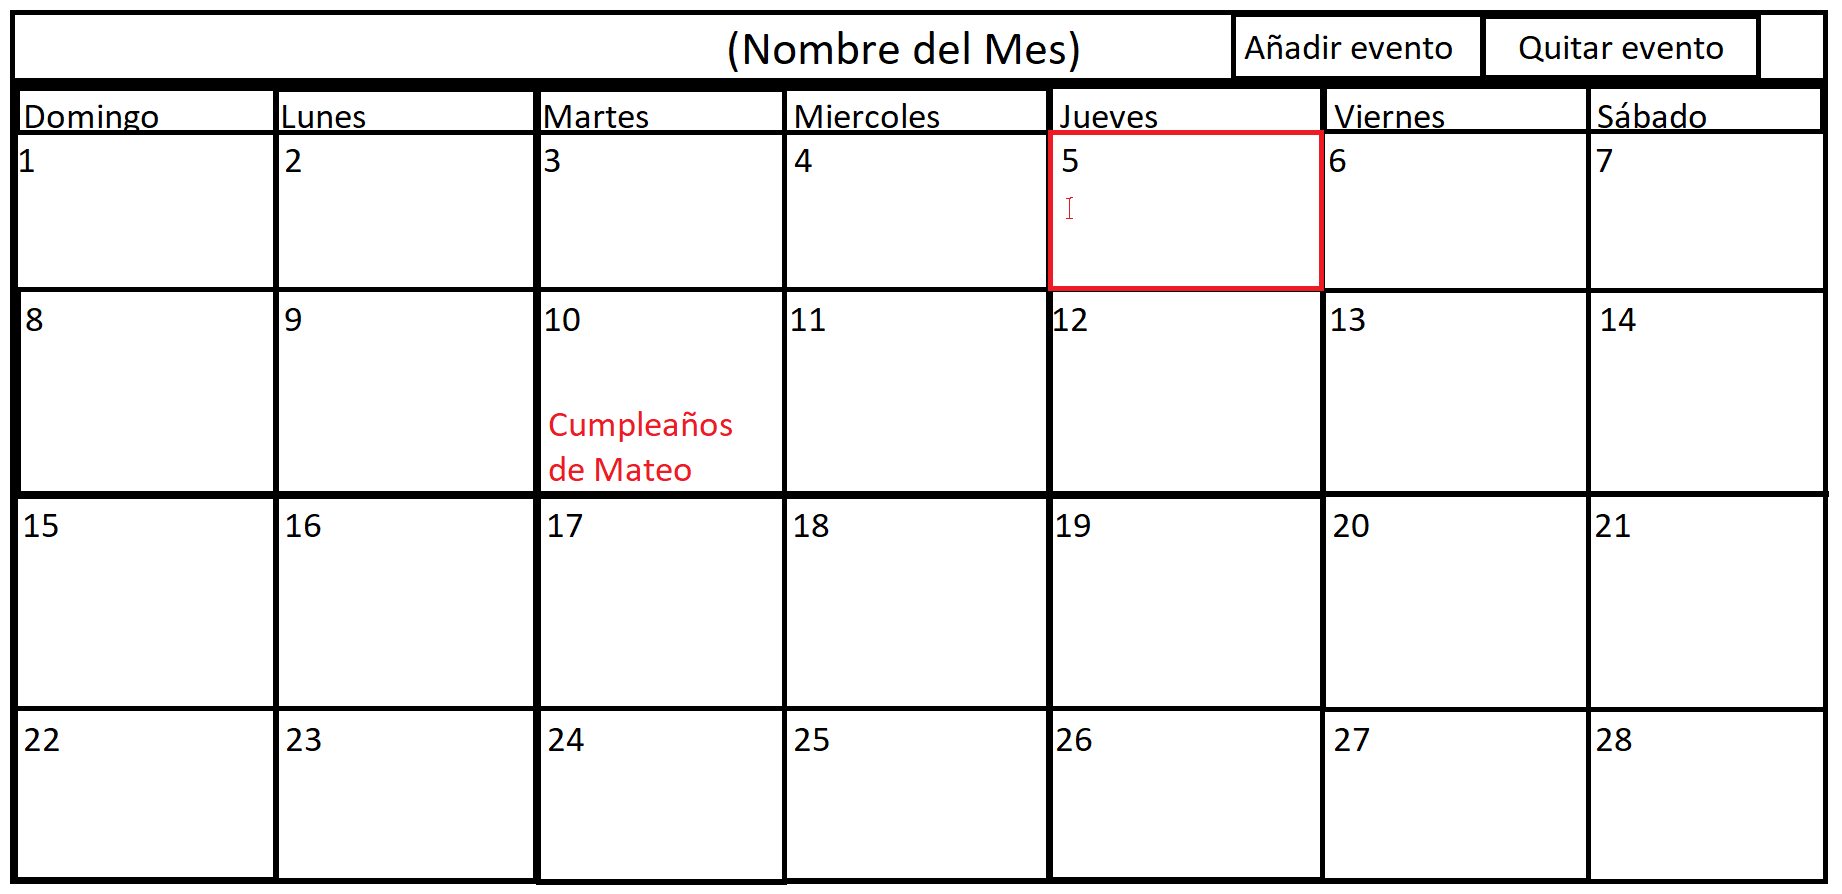 (Nombre del Mes) Añadir evento Quitar evento
Domingo Lunes Martes Miercoles Jueves Viernes Sábado
1 2 3 4 5 6 7
8 9 10 11 12 13 14
Cumpleaños
de Mateo
15 16 17 18 19 20 21
22 23 24 25 26 27 28